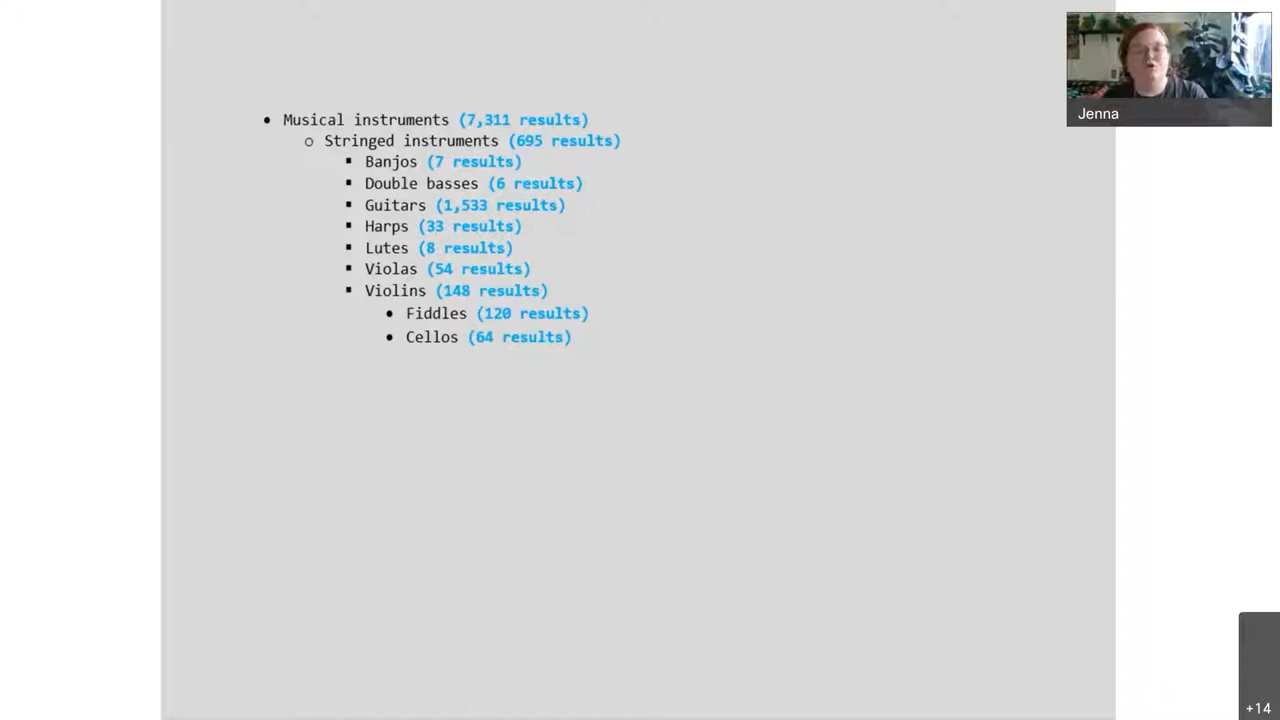 • Musical instruments (7,311 results)
○ Stringed instruments (695 results)
▪ Banjos (7 results)
▪ Double basses (6 results)
▪ Guitars (1,533 results)
▪ Harps (33 results)
▪ Lutes (8 results)
▪ Violas (54 results)
▪ Violins (148 results)
• Fiddles (120 results)
• Cellos (64 results)
Jenna
+14